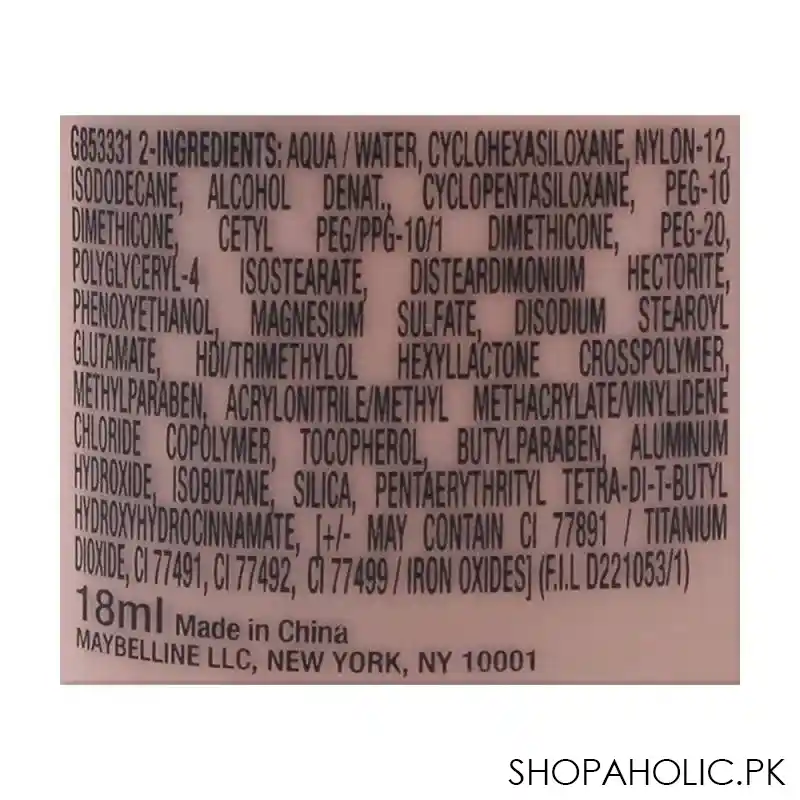 G853331 2-INGREDIENTS: AQUA / WATER, CYCLOHEXASILOXANE, NYLON-12,
ISODODECANE, ALCOHOL DENAT., CYCLOPENTASILOXANE, PEG-10
DIMETHICONE, CETYL PEG/PPG-10/1 DIMETHICONE, PEG-20,
POLYGLYCERYL-4 ISOSTEARATE, DISTEARDIMONIUM HECTORITE,
PHENOXYETHANOL, MAGNESIUM SULFATE, DISODIUM STEAROYL
GLUTAMATE, HDI/TRIMETHYLOL HEXYLLACTONE CROSSPOLYMER,
METHYLPARABEN, ACRYLONITRILE/METHYL METHACRYLATE/VINYLIDENE
CHLORIDE COPOLYMER, TOCOPHEROL, BUTYLPARABEN, ALUMINUM
HYDROXIDE, ISOBUTANE, SILICA, PENTAERYTHRITYL TETRA-DI-T-BUTYL
HYDROXYHYDROCINNAMATE, [+/- MAY CONTAIN CI 77891 / TITANIUM
DIOXIDE, CI 77491, CI 77492, CI 77499 / IRON OXIDES] (F.I.L D221053/1)
18ml Made in China
MAYBELLINE LLC, NEW YORK, NY 10001
SHOPAHOLIC.PK